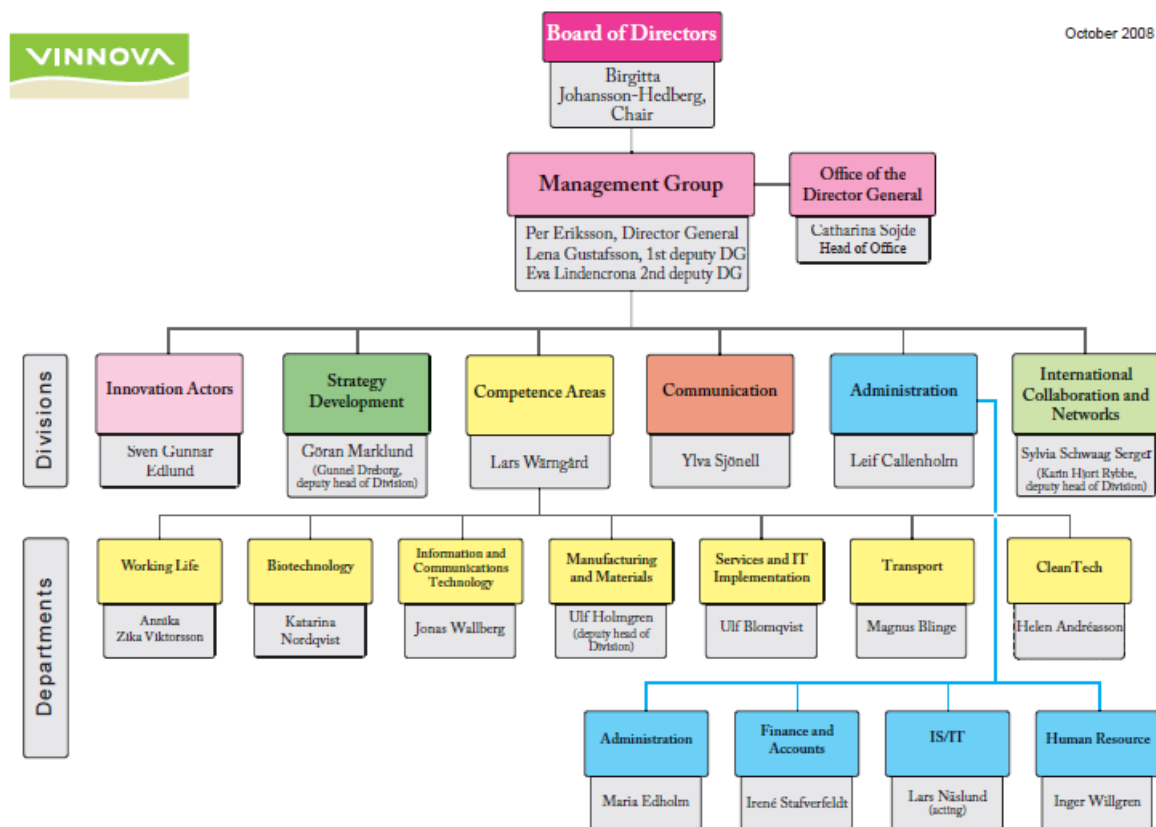 VINNOVA
October 2008
Board of Directors
Birgitta
Johansson-Hedberg,
Chair
Management Group
Per Eriksson, Director General
Lena Gustafsson, 1st deputy DG
Eva Lindencrona 2nd deputy DG
Office of the
Director General
Catharina Sojde
Head of Office
Divisions
Innovation Actors
Sven Gunnar
Edlund
Strategy
Development
Göran Marklund
(Gunnel Dreborg,
deputy head of Division)
Competence Areas
Lars Wärngård
Communication
Ylva Sjönell
Administration
Leif Callenholm
International
Collaboration and
Networks
Sylvia Schwaag Serger
(Karin Hjort Rybbe,
deputy head of Division)
Departments
Working Life
Annika
Zika Viktorsson
Biotechnology
Katarina
Nordqvist
Information and
Communications
Technology
Jonas Wallberg
Manufacturing
and Materials
Ulf Holmgren
(deputy head of
Division)
Services and IT
Implementation
Ulf Blomqvist
Transport
Magnus Blinge
CleanTech
Helen Andréasson
Administration
Maria Edholm
Finance and
Accounts
Irené Stafverfeldt
IS/IT
Lars Näslund
(acting)
Human Resource
Inger Willgren